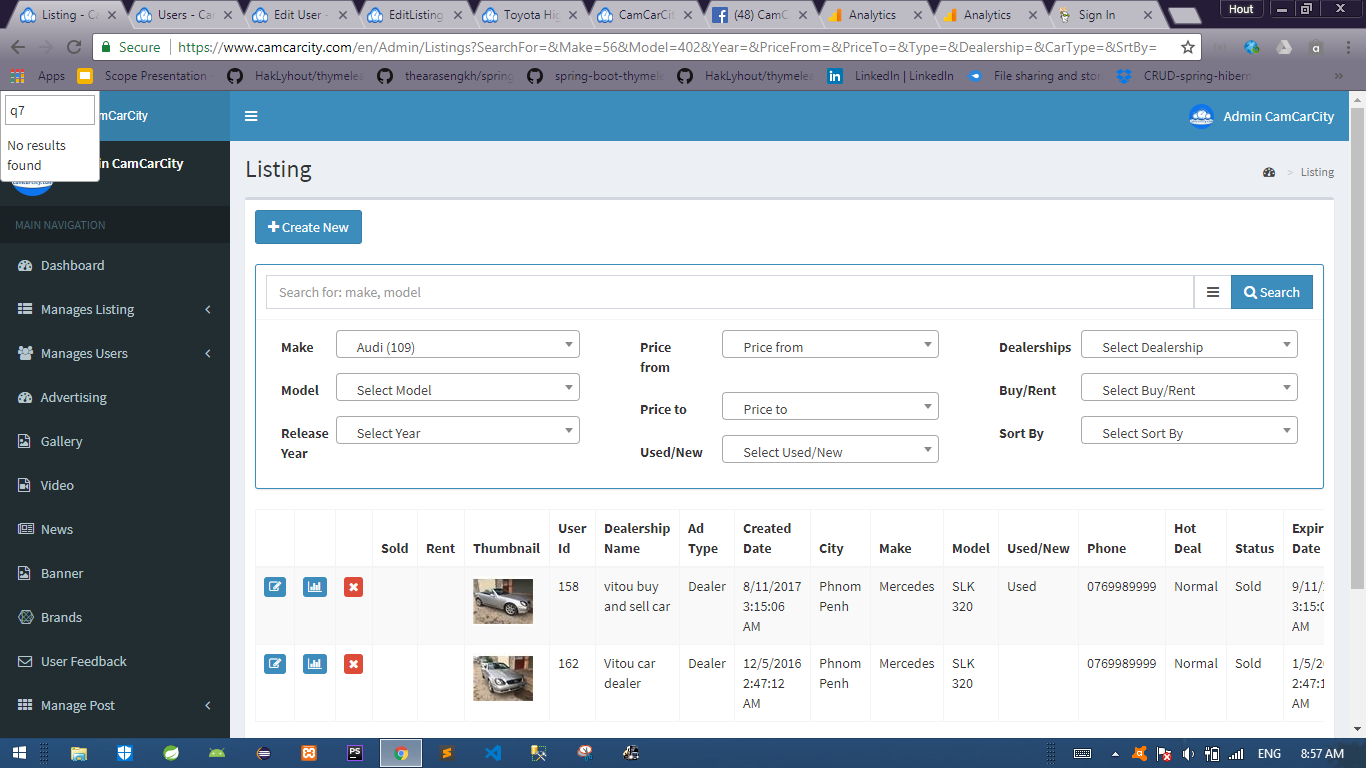 Listing - C
Users - Ca
Edit User -
EditListing
Toyota Hig
CamCarCit
(48) CamC
Analytics
Analytics
Sign In
Hout
Secure
https://www.camcarcity.com/en/Admin/Listings?SearchFor=&Make=56&Model=402&Year=&PriceFrom=&PriceTo=&Type=&Dealership=&CarType=&SrtBy=
Apps
Scope Presentation
HakLyhout/thymele
thearasengkh/spring
spring-boot-thymel
HakLyhout/thymele
LinkedIn | LinkedIn
File sharing and stor
CRUD-spring-hibern
q7
No results
found
mCarCity
Admin CamCarCity
n CamCarCity
MAIN NAVIGATION
Dashboard
Manages Listing
Manages Users
Advertising
Gallery
Video
News
Banner
Brands
User Feedback
Manage Post
Listing
> Listing
Create New
Search for: make, model
Search
Make
Audi (109)
Model
Select Model
Release
Year
Select Year
Price
from
Price from
Price to
Price to
Used/New
Select Used/New
Dealerships
Select Dealership
Buy/Rent
Select Buy/Rent
Sort By
Select Sort By
Sold Rent Thumbnail User Id Dealership Name Ad Type Created Date City Make Model Used/New Phone Hot Deal Status Expir Date
158 vitou buy and sell car Dealer 8/11/2017 3:15:06 AM Phnom Penh Mercedes SLK 320 Used 0769989999 Normal Sold 9/11/ 3:15:0 AM
162 Vitou car dealer Dealer 12/5/2016 2:47:12 AM Phnom Penh Mercedes SLK 320 0769989999 Normal Sold 1/5/20 2:47:1 AM
ENG
8:57 AM